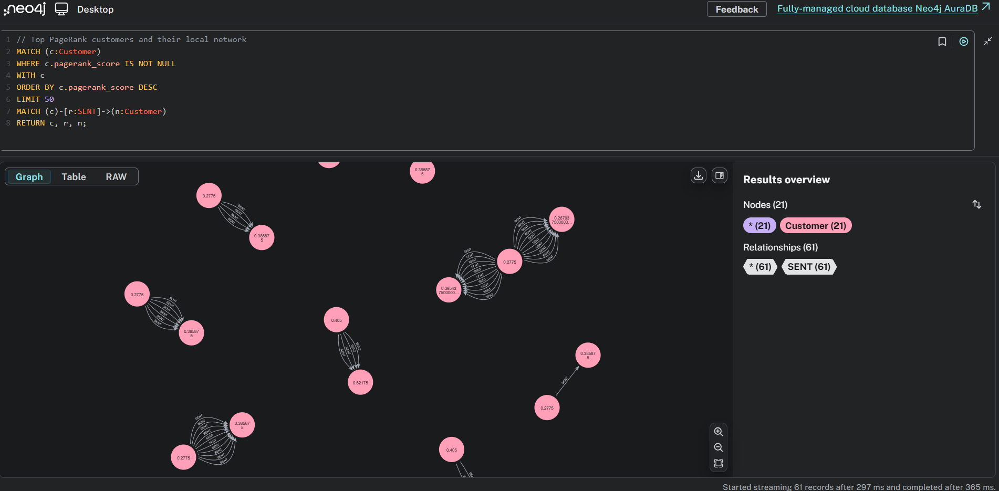 neo4j Desktop
Feedback
Fully-managed cloud database Neo4j AuraDB
1 // Top PageRank customers and their local network
2 MATCH (c:Customer)
3 WHERE c.pagerank_score IS NOT NULL
4 WITH c
5 ORDER BY c.pagerank_score DESC
6 LIMIT 50
7 MATCH (c)-[r:SENT]->(n:Customer)
8 RETURN c, r, n;
Graph Table RAW
0.38587
5
0.2775
SENT
SENT
SENT
SENT
0.38587
5
0.26793
7500000...
SENT
SENT
SENT
SENT
SENT
SENT
SENT
SENT
SENT
0.2775
SENT
SENT
SENT
SENT
SENT
SENT
SENT
SENT
SENT
0.39543
7500000...
0.2775
SENT
SENT
SENT
SENT
SENT
SENT
0.38587
5
0.405
SENT
SENT
SENT
SENT
0.62175
0.38587
5
SENT
0.2775
0.38587
5
SENT
SENT
SENT
SENT
SENT
SENT
SENT
SENT
SENT
0.2775
0.405
Results overview
Nodes (21)
* (21) Customer (21)
Relationships (61)
* (61) SENT (61)
Started streaming 61 records after 297 ms and completed after 365 ms.